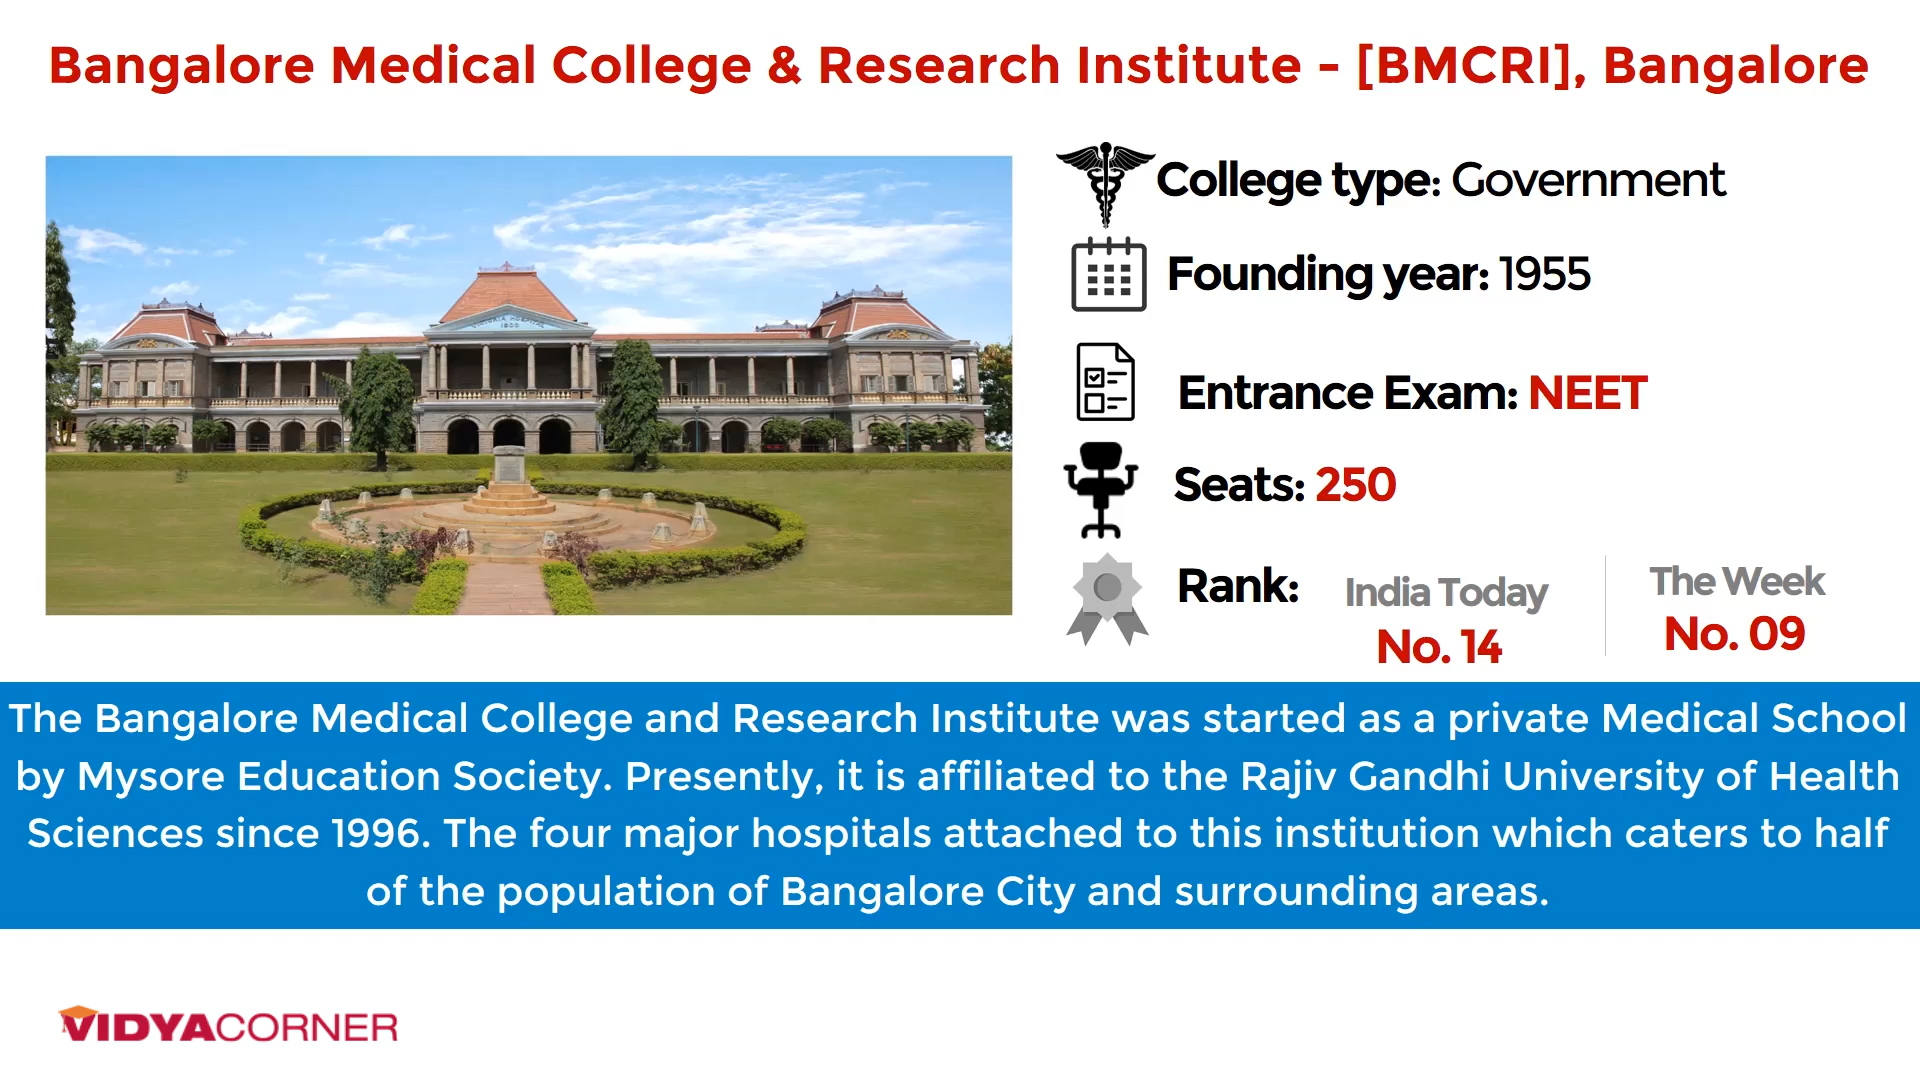 Bangalore Medical College & Research Institute - [BMCRI], Bangalore
College type: Government
Founding year: 1955
Entrance Exam: NEET
Seats: 250
Rank:
India Today
No. 14
The Week
No. 09
The Bangalore Medical College and Research Institute was started as a private Medical School
by Mysore Education Society. Presently, it is affiliated to the Rajiv Gandhi University of Health
Sciences since 1996. The four major hospitals attached to this institution which caters to half
of the population of Bangalore City and surrounding areas.
VIDYACORNER